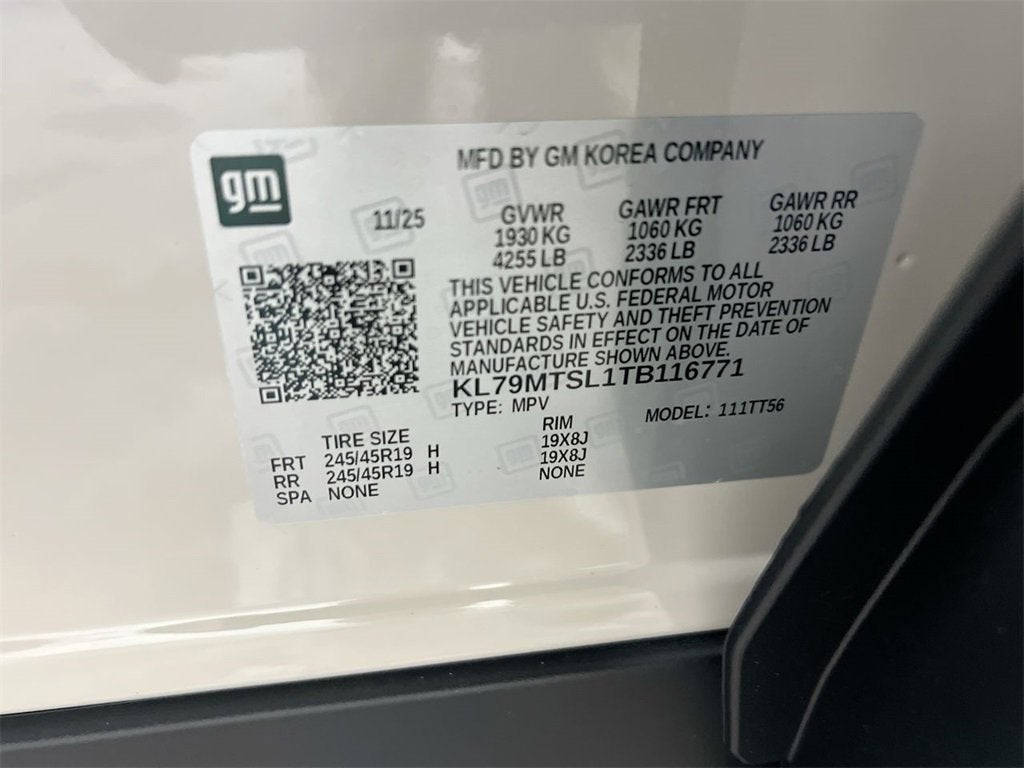 gm
MFD BY GM KOREA COMPANY
11/25
GVWR GAWR FRT GAWR RR
1930 KG 1060 KG 1060 KG
4255 LB 2336 LB 2336 LB
THIS VEHICLE CONFORMS TO ALL
APPLICABLE U.S. FEDERAL MOTOR
VEHICLE SAFETY AND THEFT PREVENTION
STANDARDS IN EFFECT ON THE DATE OF
MANUFACTURE SHOWN ABOVE.
KL79MTSL1TB116771
TYPE: MPV MODEL: 111TT56
TIRE SIZE RIM
FRT 245/45R19 H 19X8J
RR 245/45R19 H 19X8J
SPA NONE NONE